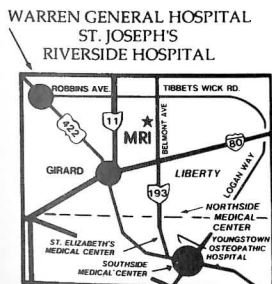 WARREN GENERAL HOSPITAL
ST. JOSEPH'S
RIVERSIDE HOSPITAL
ROBBINS AVE.
TIBBETS WICK RD.
422
11
MRI
BELMONT AVE
80
GIRARD
LIBERTY
LOGAN WAY
193
NORTHSIDE
MEDICAL
CENTER
ST. ELIZABETH'S
MEDICAL CENTER
YOUNGSTOWN
OSTEOPATHIC
HOSPITAL
SOUTHSIDE
MEDICAL CENTER